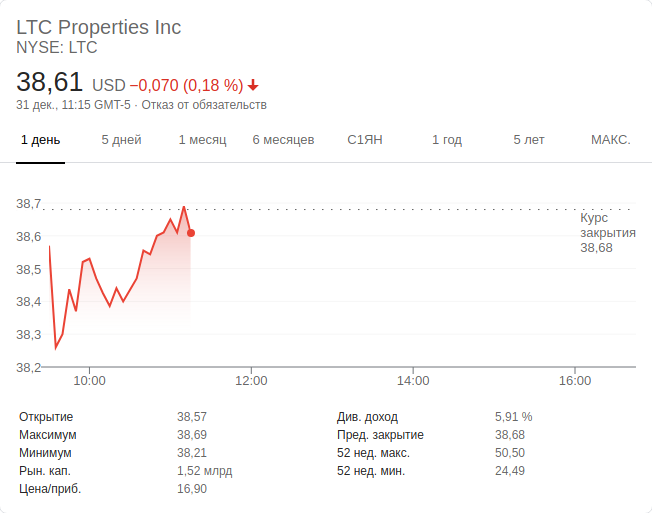 LTC Properties Inc
NYSE: LTC
38,61 USD −0,070 (0,18 %)
31 дек., 11:15 GMT-5 · Отказ от обязательств
1 день 5 дней 1 месяц 6 месяцев С1ЯН 1 год 5 лет МАКС.
38,7
38,6
38,5
38,4
38,3
38,2
Курс
закрытия
38,68
10:00 12:00 14:00 16:00
Открытие 38,57 Див. доход 5,91 %
Максимум 38,69 Пред. закрытие 38,68
Минимум 38,21 52 нед. макс. 50,50
Рын. кап. 1,52 млрд 52 нед. мин. 24,49
Цена/приб. 16,90